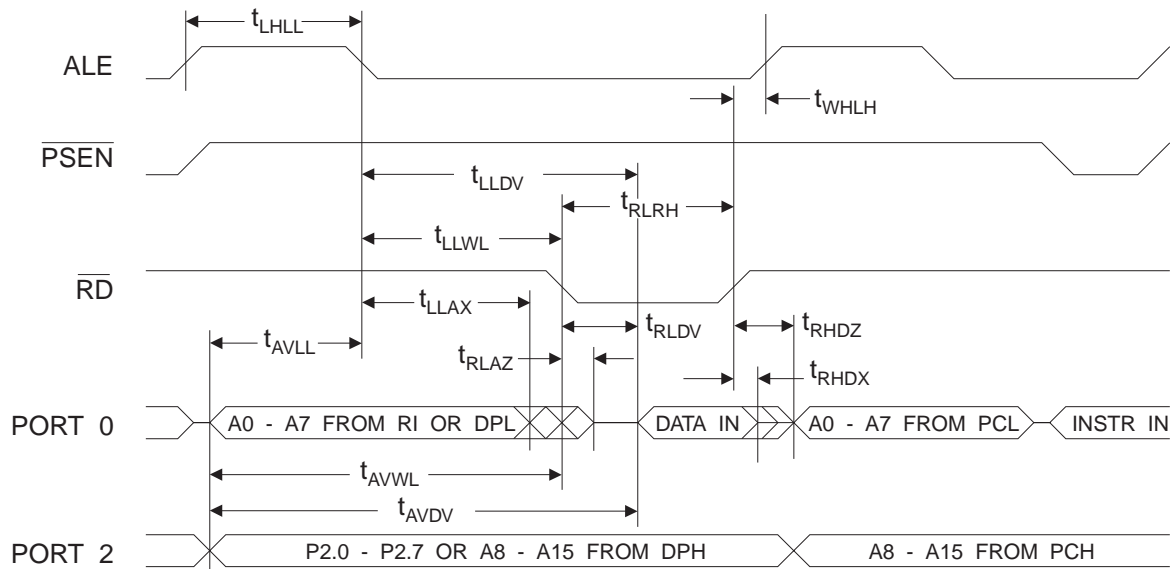 tLHLL
ALE
tWHLH
PSEN
tLLDV
tRLRH
tLLWL
RD
tLLAX
tRLDV
tRHDZ
tAVLL
tRLAZ
tRHDX
PORT 0
A0 - A7 FROM RI OR DPL
DATA IN
A0 - A7 FROM PCL
INSTR IN
tAVWL
tAVDV
PORT 2
P2.0 - P2.7 OR A8 - A15 FROM DPH
A8 - A15 FROM PCH